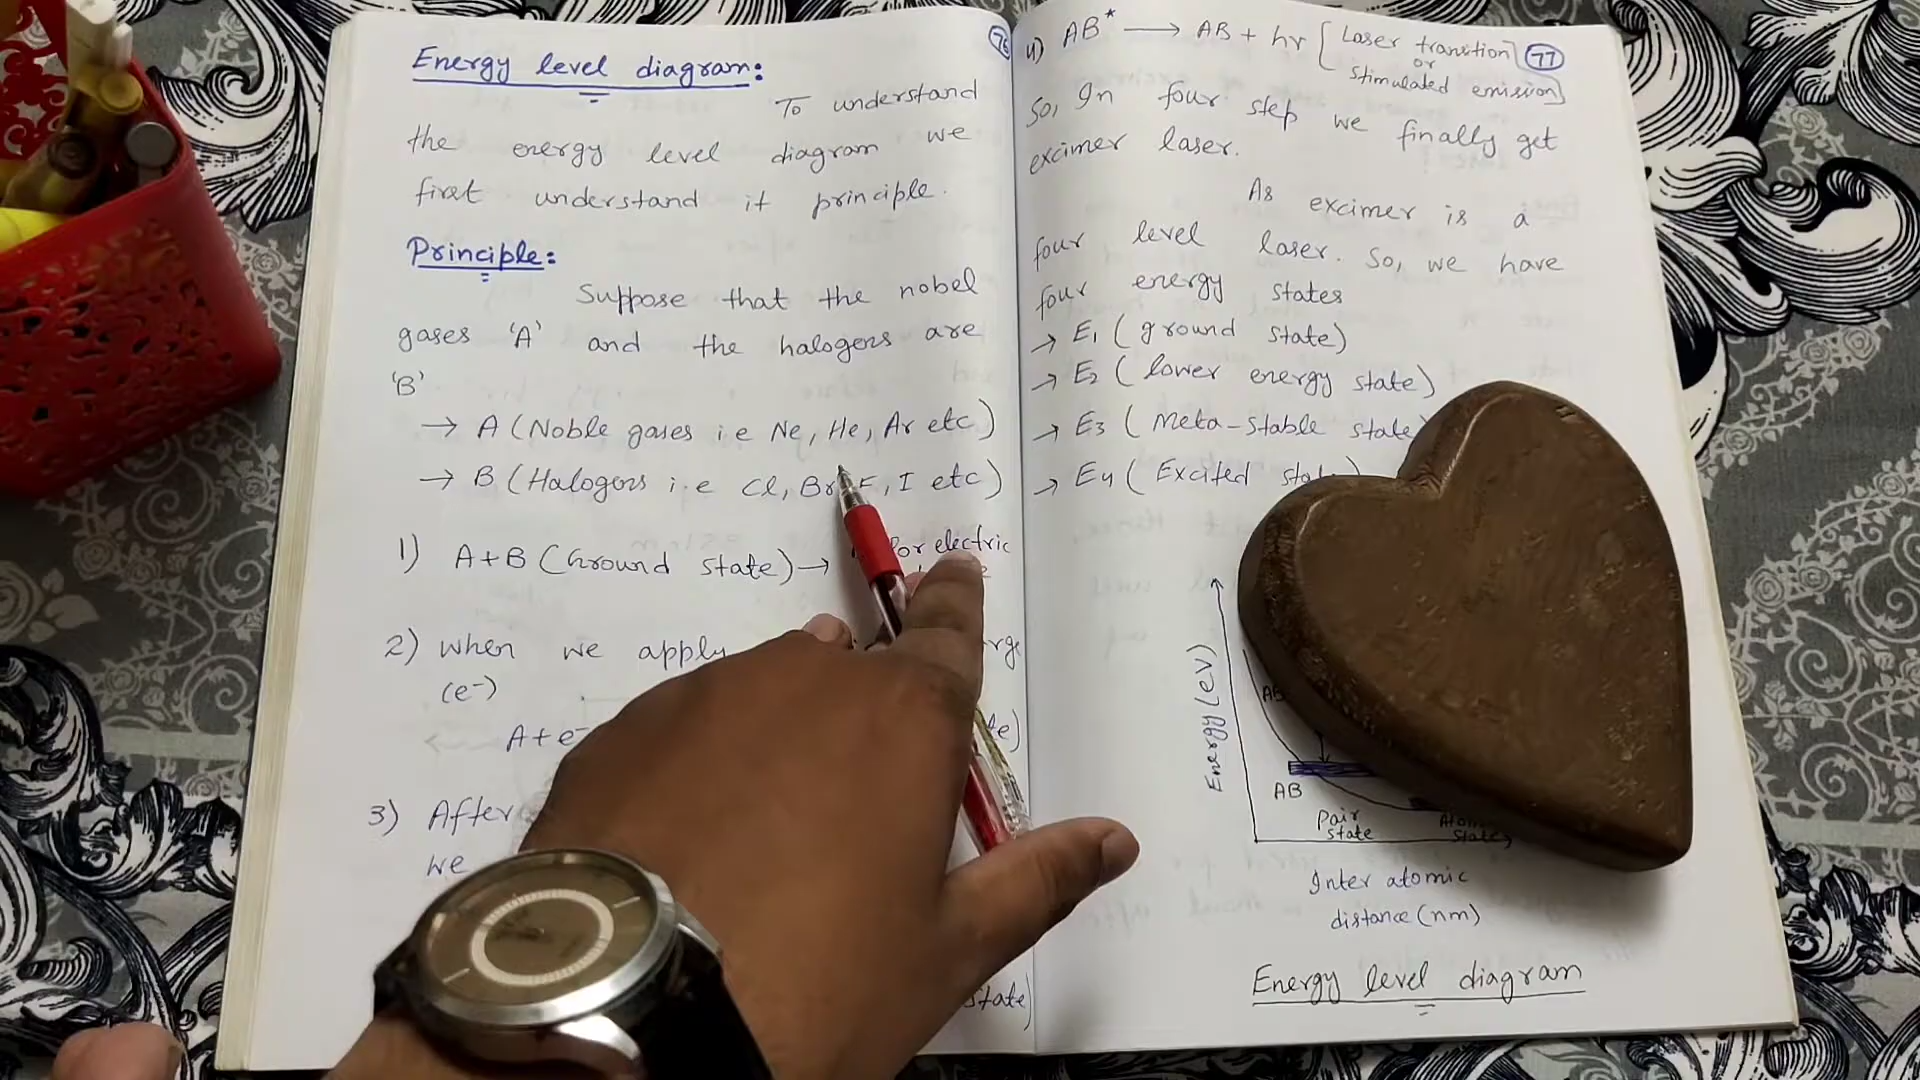 Energy level diagram:
To understand
the energy level diagram we
first understand it principle.
Principle:
Suppose that the nobel
gases 'A' and the halogens are
'B'
→ A (Noble gases i.e Ne, He, Ar etc)
→ B (Halogens i.e Cl, Br, F, I etc)
1) A+B (Ground state) →
or electric
2) when we apply
(e-)
A+e-
3) After
we
state)
76
4) AB* → AB + hν [Laser transition
or
stimulated emission]
77
So, In four step we finally get
excimer laser.
As excimer is a
four level laser. So, we have
four energy states
→ E1 (ground state)
→ E2 (lower energy state)
→ E3 (Meta-stable state)
→ E4 (Excited state)
Energy (eV)
AB
AB
Pair
state
Inter atomic
distance (nm)
Energy level diagram